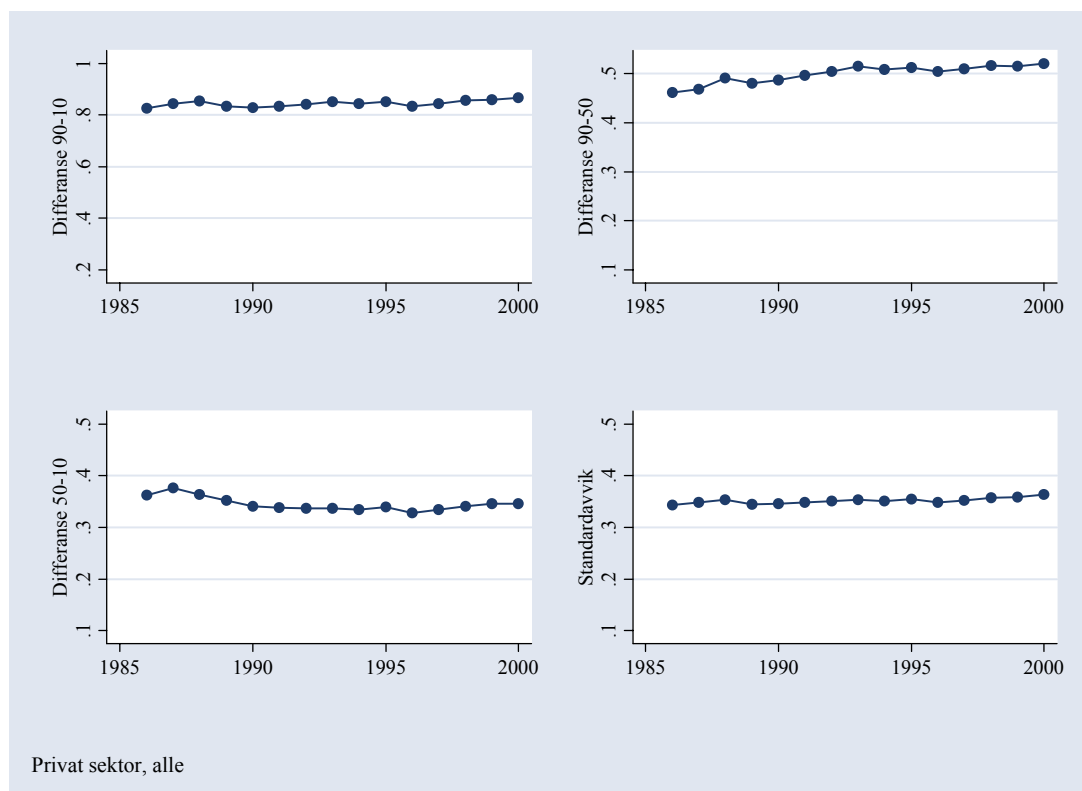 Differanse 90-10
1
.8
.6
.4
.2
1985 1990 1995 2000
Differanse 90-50
.5
.4
.3
.2
.1
1985 1990 1995 2000
Differanse 50-10
.5
.4
.3
.2
.1
1985 1990 1995 2000
Standardavvik
.5
.4
.3
.2
.1
1985 1990 1995 2000
Privat sektor, alle